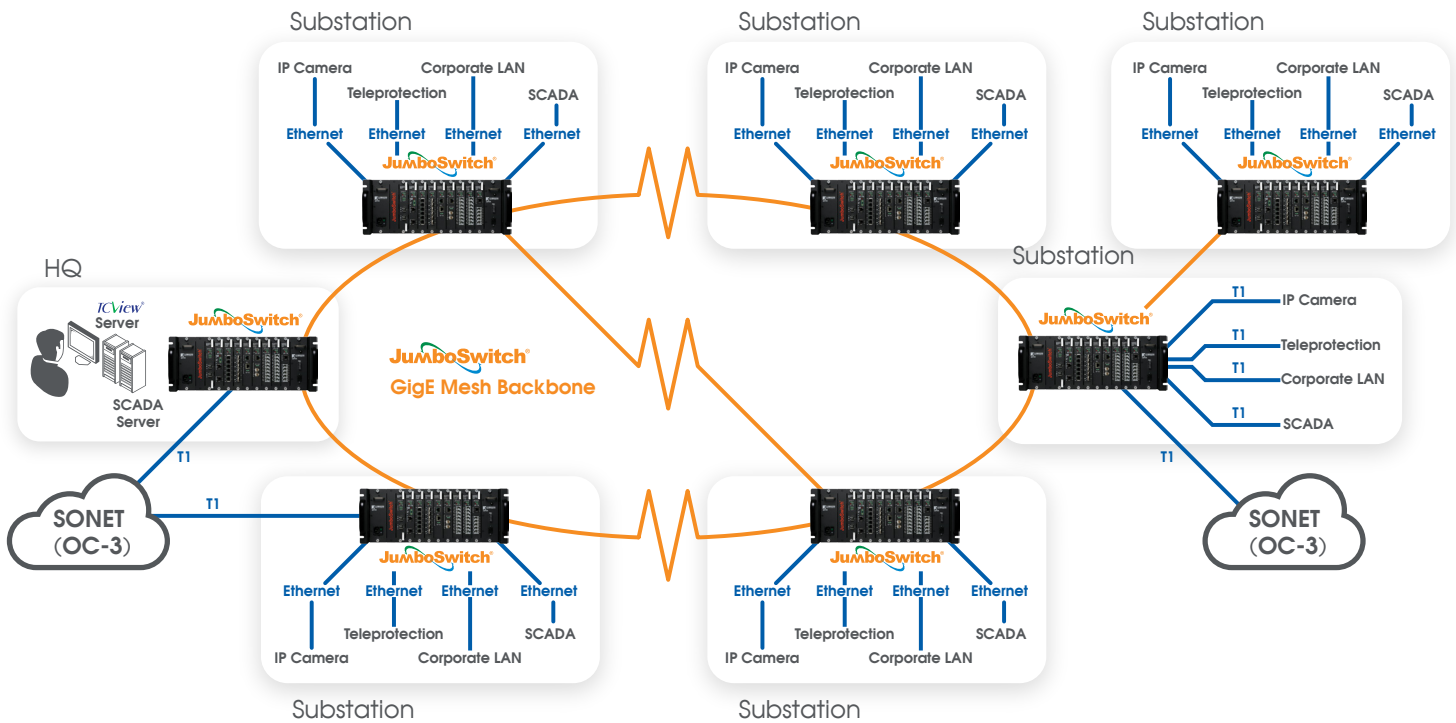 Substation
IP Camera
Corporate LAN
Teleprotection
SCADA
Ethernet
Ethernet
Ethernet
Ethernet
JumboSwitch®
Substation
IP Camera
Corporate LAN
Teleprotection
SCADA
Ethernet
Ethernet
Ethernet
Ethernet
JumboSwitch®
Substation
IP Camera
Corporate LAN
Teleprotection
SCADA
Ethernet
Ethernet
Ethernet
Ethernet
JumboSwitch®
HQ
TCView®
Server
SCADA
Server
JumboSwitch®
JumboSwitch®
GigE Mesh Backbone
Substation
JumboSwitch®
T1
IP Camera
T1
Teleprotection
T1
Corporate LAN
T1
SCADA
T1
T1
T1
SONET
(OC-3)
SONET
(OC-3)
JumboSwitch®
Ethernet
Ethernet
Ethernet
Ethernet
Teleprotection
SCADA
IP Camera
Corporate LAN
Substation
JumboSwitch®
Ethernet
Ethernet
Ethernet
Ethernet
Teleprotection
SCADA
IP Camera
Corporate LAN
Substation